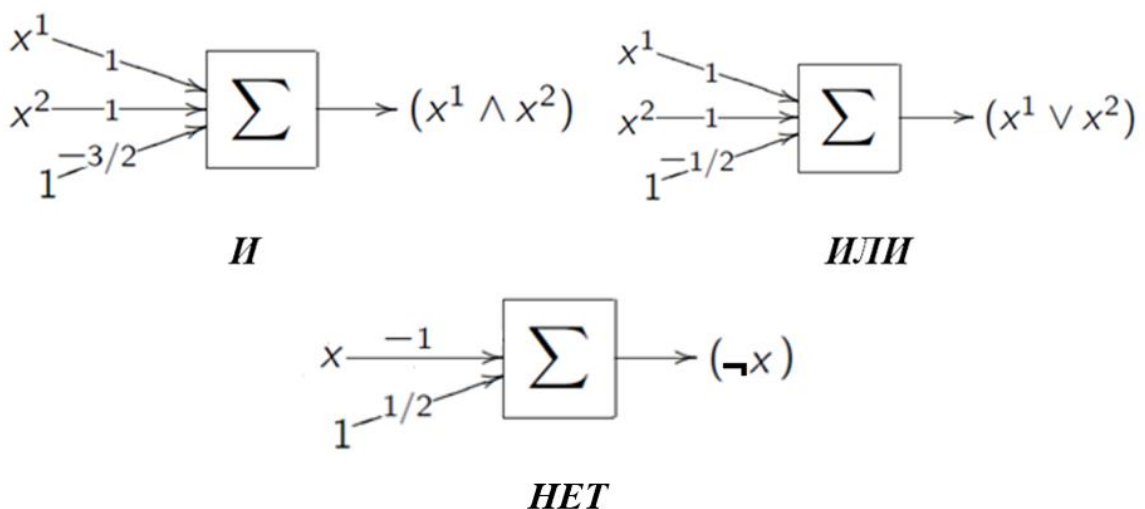 x¹ 1
x² 1 ∑ (x¹ ∧ x²)
1 −3/2
И
x¹ 1
x² 1 ∑ (x¹ ∨ x²)
1 −1/2
ИЛИ
x −1 ∑ (¬x)
1 1/2
НЕТ